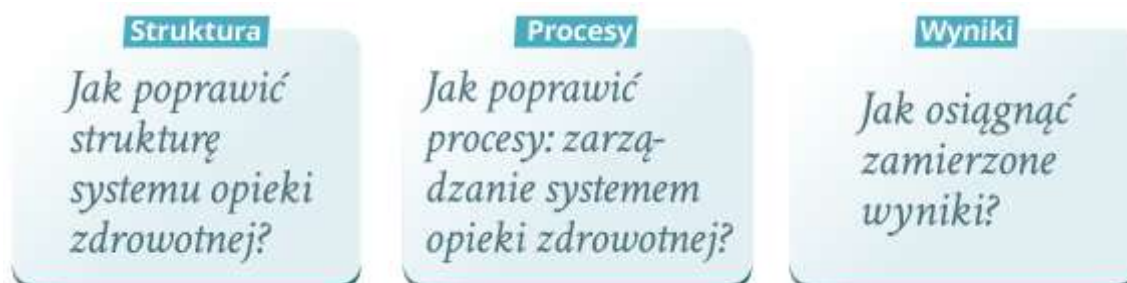 Struktura
Jak poprawić
strukturę
systemu opieki
zdrowotnej?
Procesy
Jak poprawić
procesy: zarzą-
dzanie systemem
opieki zdrowotnej?
Wyniki
Jak osiągnąć
zamierzone
wyniki?